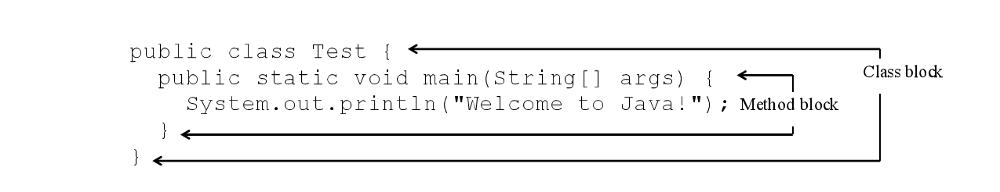 public class Test {
Class block
public static void main(String[] args) {
System.out.println("Welcome to Java!"); Method block
}
}